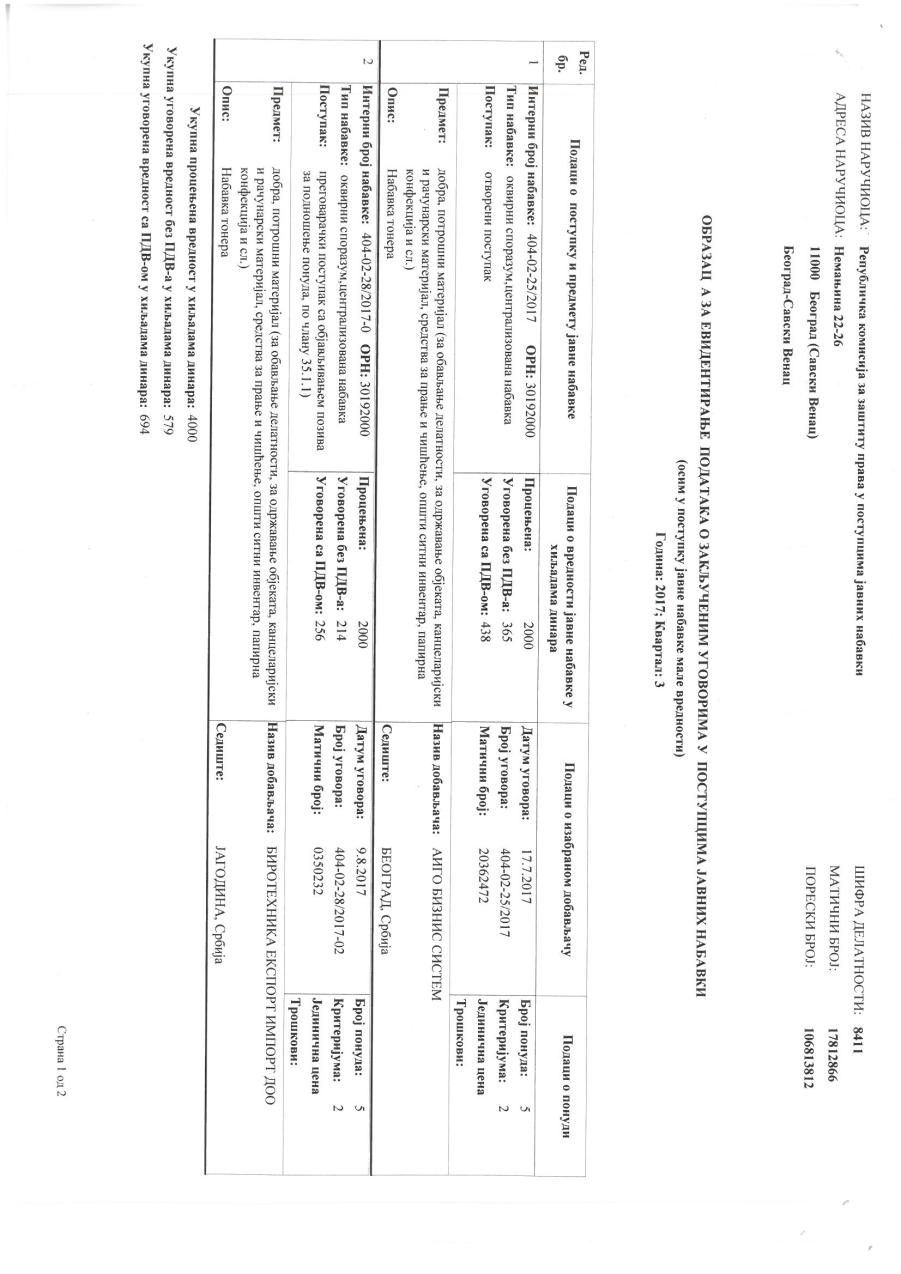 НАЗИВ НАРУЧИОЦА: Републичка комисија за заштиту права у поступцима јавних набавки
АДРЕСА НАРУЧИОЦА: Немањина 22-26
11000 Београд (Савски Венац)
Београд-Савски Венац
ШИФРА ДЕЛАТНОСТИ: 8411
МАТИЧНИ БРОЈ: 17812866
ПОРЕСКИ БРОЈ: 106813812
ОБРАЗАЦ А ЗА ЕВИДЕНТИРАЊЕ ПОДАТАКА О ЗАКЉУЧЕНИМ УГОВОРИМА У ПОСТУПЦИМА ЈАВНИХ НАБАВКИ
(осим у поступку јавне набавке мале вредности)
Година: 2017; Квартал: 3
Ред.
бр.
Подаци о поступку и предмету јавне набавке
Подаци о вредности јавне набавке у
хиљадама динара
Подаци о изабраном добављачу
Подаци о понуди
1
Интерни број набавке: 404-02-25/2017 ОРН: 30192000
Тип набавке: оквирни споразум,централизована набавка
Поступак: отворени поступак
Процењена: 2000
Уговорена без ПДВ-а: 365
Уговорена са ПДВ-ом: 438
Датум уговора: 17.7.2017
Број уговора: 404-02-25/2017
Матични број: 20362472
Број понуда: 5
Критеријума: 2
Јединична цена
Трошкови:
Предмет: добра, потрошни материјал (за обављање делатности, за одржавање објеката, канцеларијски
и рачунарски материјал, средства за прање и чишћење, општи ситни инвентар, папирна
конфекција и сл.)
Опис: Набавка тонера
Назив добављача: АИГО БИЗНИС СИСТЕМ
Седиште: БЕОГРАД, Србија
2
Интерни број набавке: 404-02-28/2017-0 ОРН: 30192000
Тип набавке: оквирни споразум,централизована набавка
Поступак: преговарачки поступак са објављивањем позива
за подношење понуда, по члану 35.1.1)
Процењена: 2000
Уговорена без ПДВ-а: 214
Уговорена са ПДВ-ом: 256
Датум уговора: 9.8.2017
Број уговора: 404-02-28/2017-02
Матични број: 0350232
Број понуда: 5
Критеријума: 2
Јединична цена
Трошкови:
Предмет: добра, потрошни материјал (за обављање делатности, за одржавање објеката, канцеларијски
и рачунарски материјал, средства за прање и чишћење, општи ситни инвентар, папирна
конфекција и сл.)
Опис: Набавка тонера
Назив добављача: БИРОТЕХНИКА ЕКСПОРТ ИМПОРТ ДОО
Седиште: ЈАГОДИНА, Србија
Укупна процењена вредност у хиљадама динара: 4000
Укупна уговорена вредност без ПДВ-а у хиљадама динара: 579
Укупна уговорена вредност са ПДВ-ом у хиљадама динара: 694
Страна 1 од 2